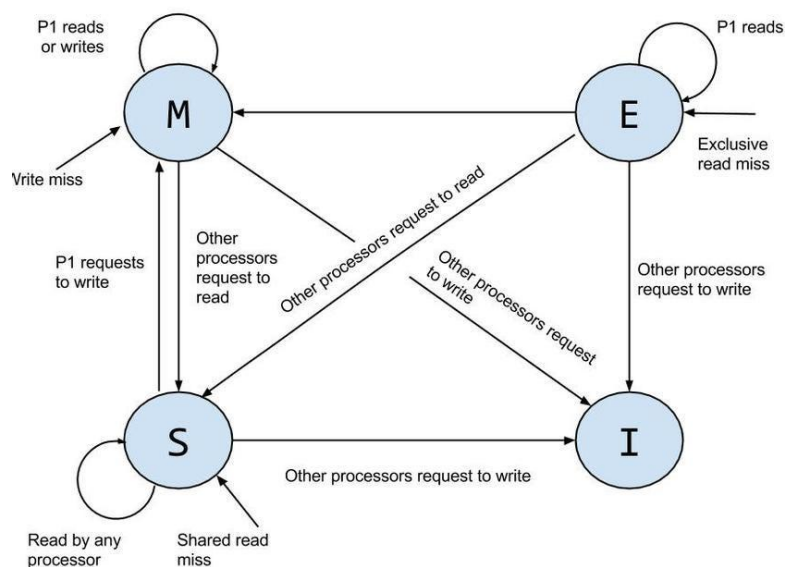 P1 reads
or writes
P1 reads
M
E
Write miss
Exclusive
read miss
P1 requests
to write
Other
processors
request to
read
Other processors request to read
Other processors request
to write
Other processors
request to write
S
I
Other processors request to write
Read by any
processor
Shared read
miss